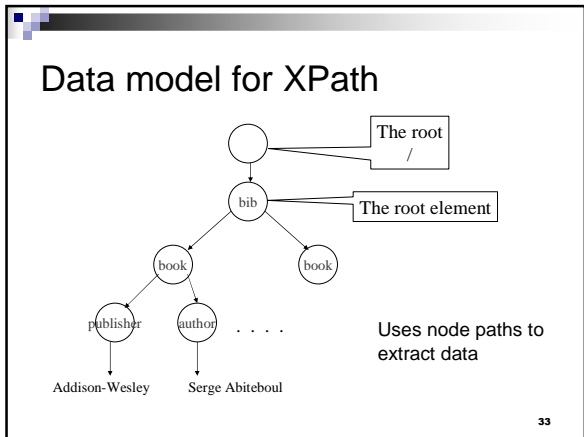 Data model for XPath
The root
/
bib
The root element
book
book
publisher
author
. . . .
Uses node paths to
extract data
Addison-Wesley
Serge Abiteboul
33